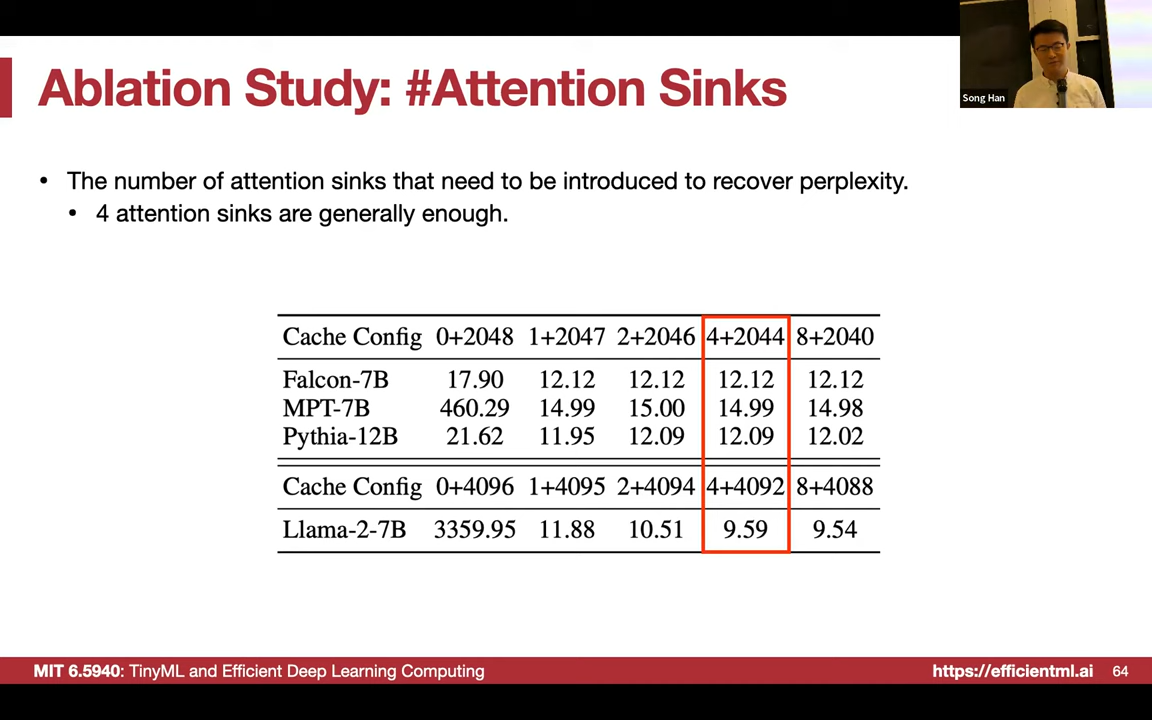 Ablation Study: #Attention Sinks
Song Han
• The number of attention sinks that need to be introduced to recover perplexity.
• 4 attention sinks are generally enough.
Cache Config 0+2048 1+2047 2+2046 4+2044 8+2040
Falcon-7B 17.90 12.12 12.12 12.12 12.12
MPT-7B 460.29 14.99 15.00 14.99 14.98
Pythia-12B 21.62 11.95 12.09 12.09 12.02
Cache Config 0+4096 1+4095 2+4094 4+4092 8+4088
Llama-2-7B 3359.95 11.88 10.51 9.59 9.54
MIT 6.5940: TinyML and Efficient Deep Learning Computing
https://efficientml.ai 64